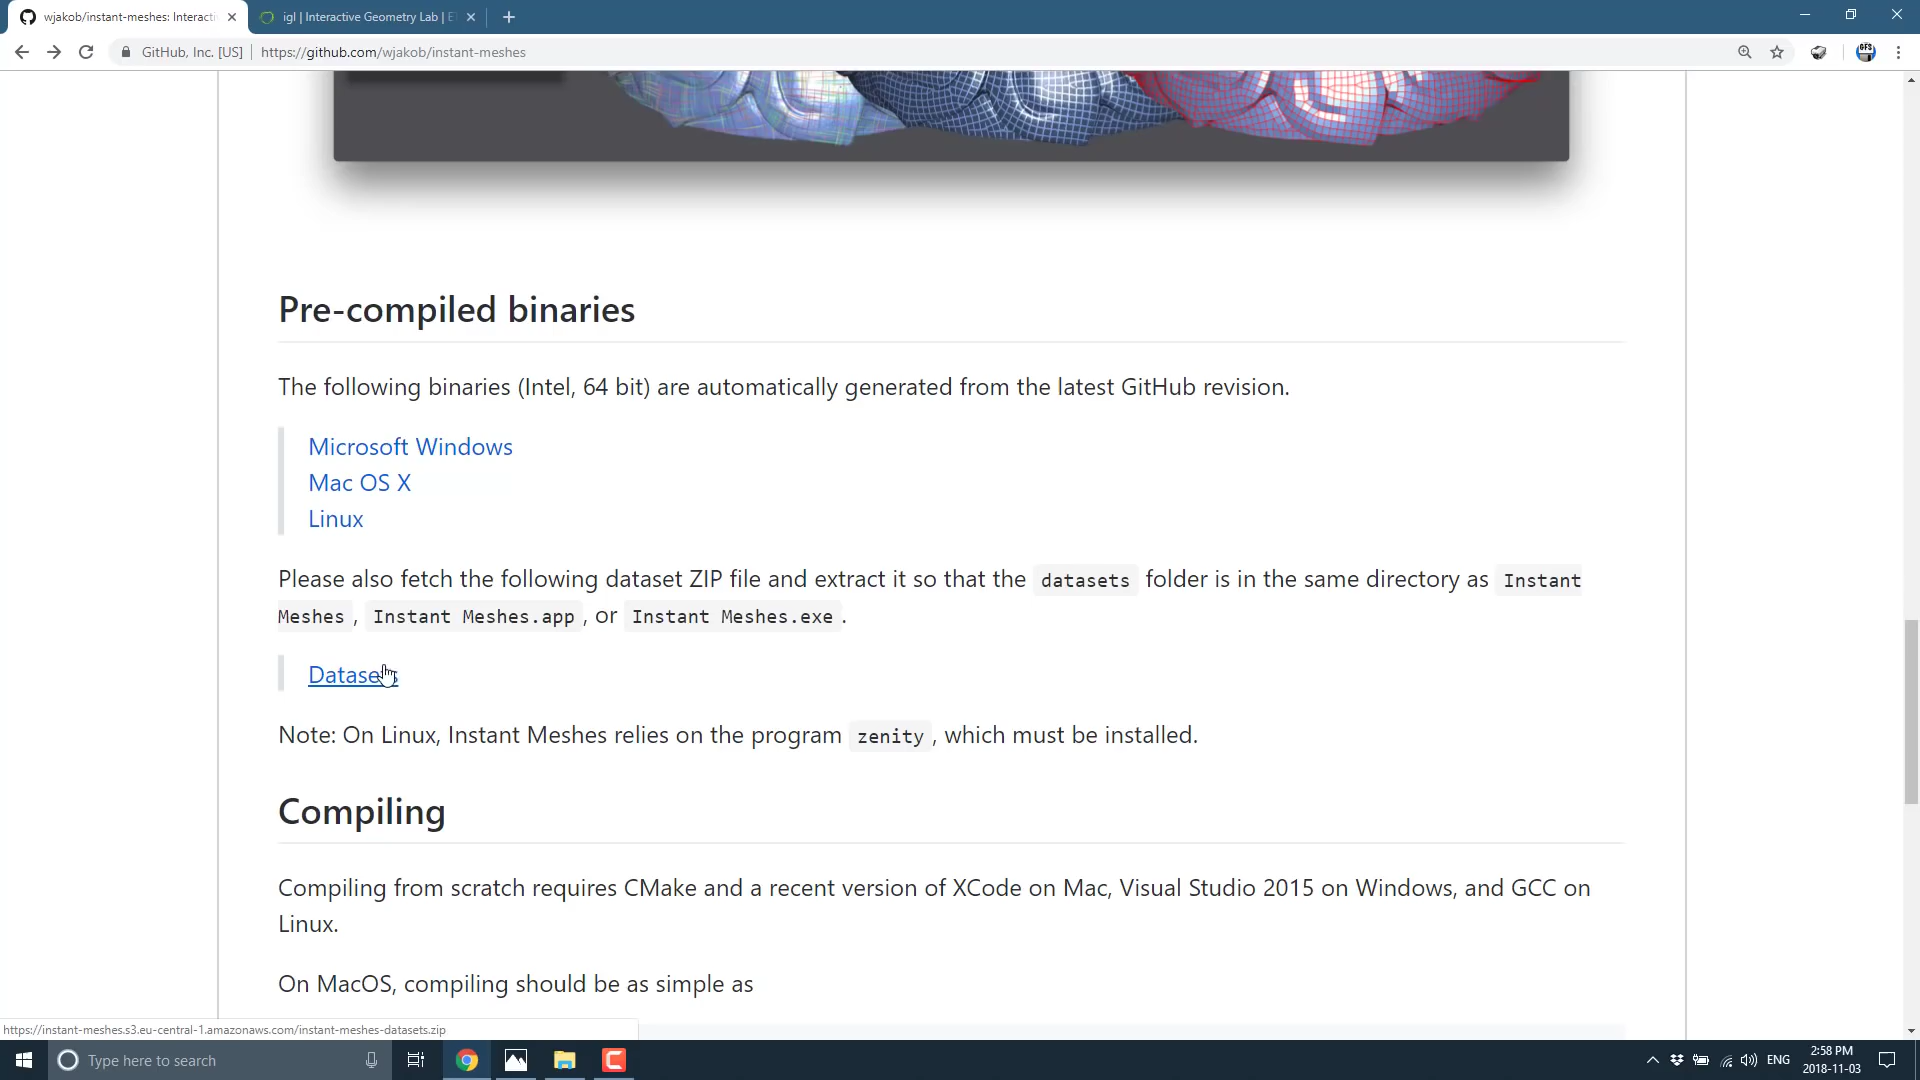 wjakob/instant-meshes: Interacti
igl | Interactive Geometry Lab | E
GitHub, Inc. [US] | https://github.com/wjakob/instant-meshes
Pre-compiled binaries
The following binaries (Intel, 64 bit) are automatically generated from the latest GitHub revision.
Microsoft Windows
Mac OS X
Linux
Please also fetch the following dataset ZIP file and extract it so that the datasets folder is in the same directory as Instant
Meshes , Instant Meshes.app , or Instant Meshes.exe .
Datasets
Note: On Linux, Instant Meshes relies on the program zenity , which must be installed.
Compiling
Compiling from scratch requires CMake and a recent version of XCode on Mac, Visual Studio 2015 on Windows, and GCC on
Linux.
On MacOS, compiling should be as simple as
https://instant-meshes.s3.eu-central-1.amazonaws.com/instant-meshes-datasets.zip
Type here to search
ENG
2:58 PM
2018-11-03